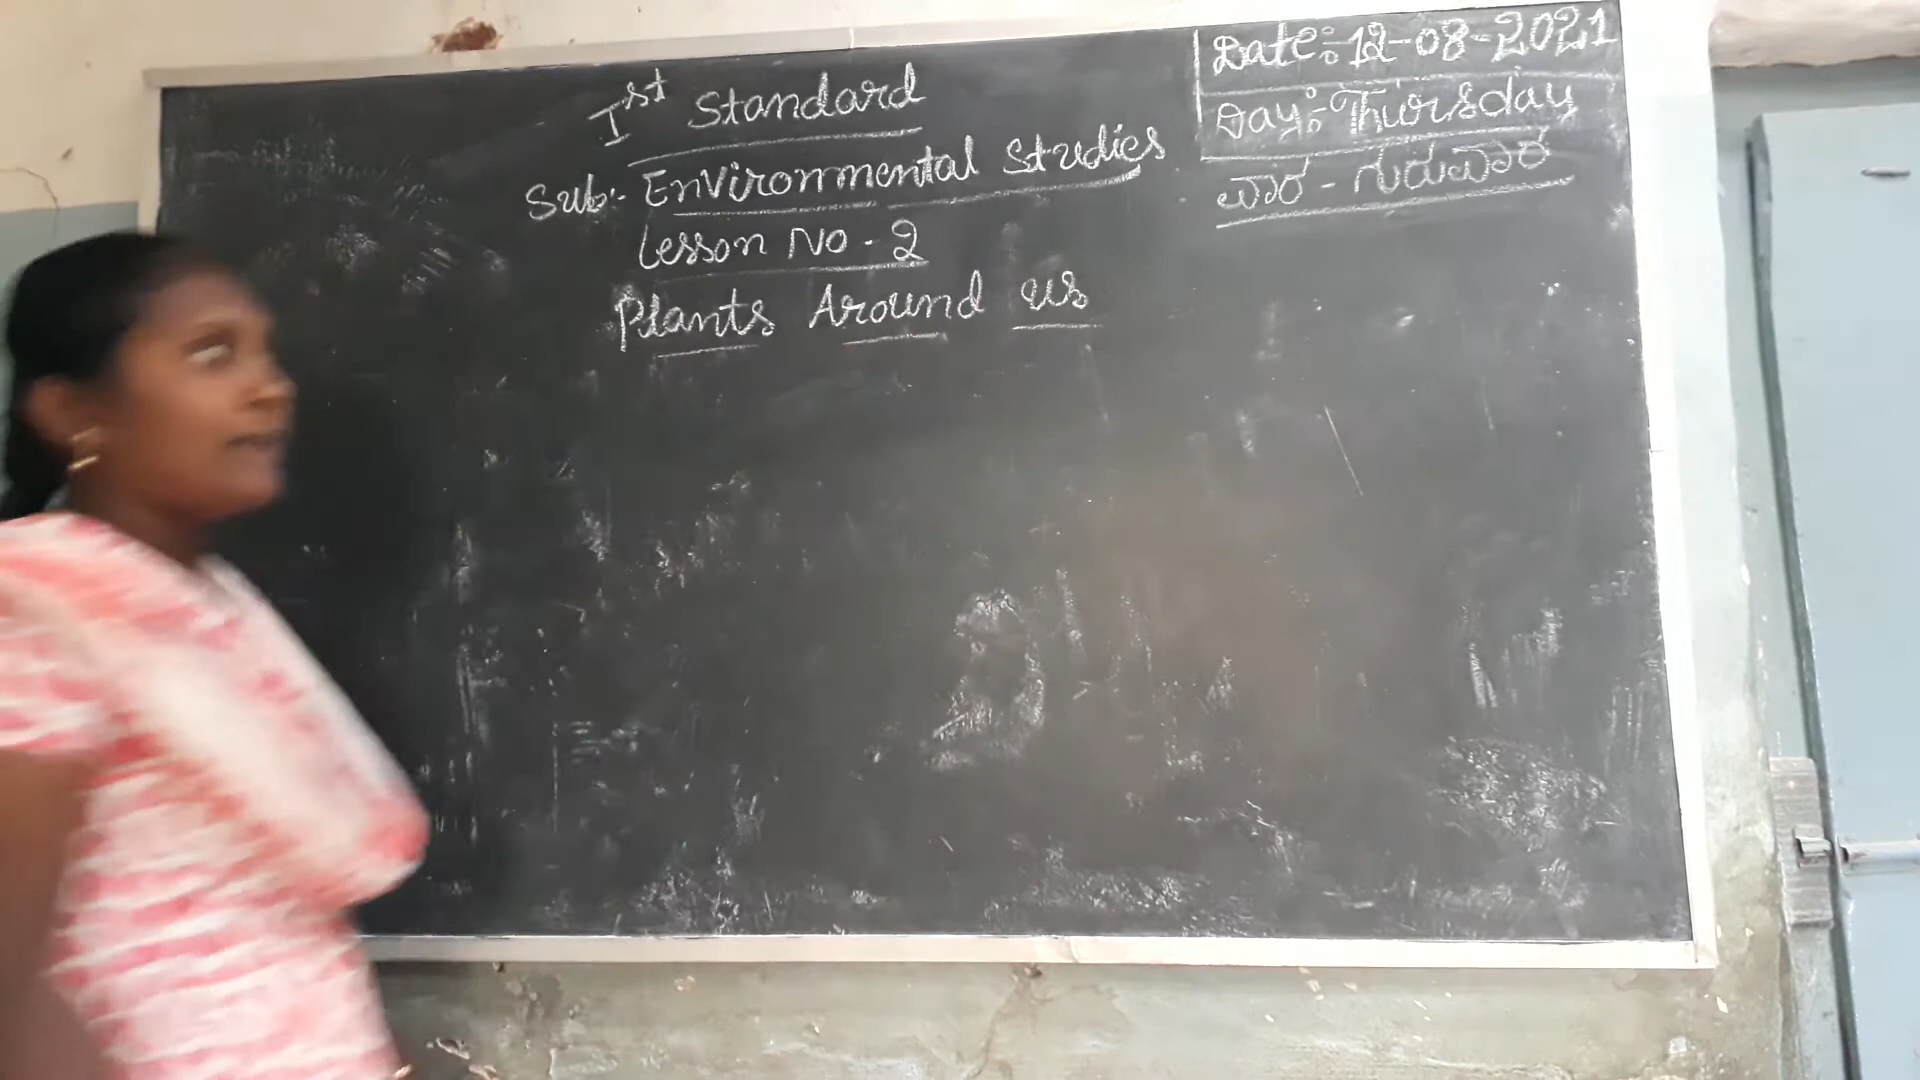 Ist Standard
Sub:- Environmental Studies
Lesson No - 2
Plants Around us
Date:-12-08-2021
Day:-Thursday
ವಾರ - ಗುರುವಾರ